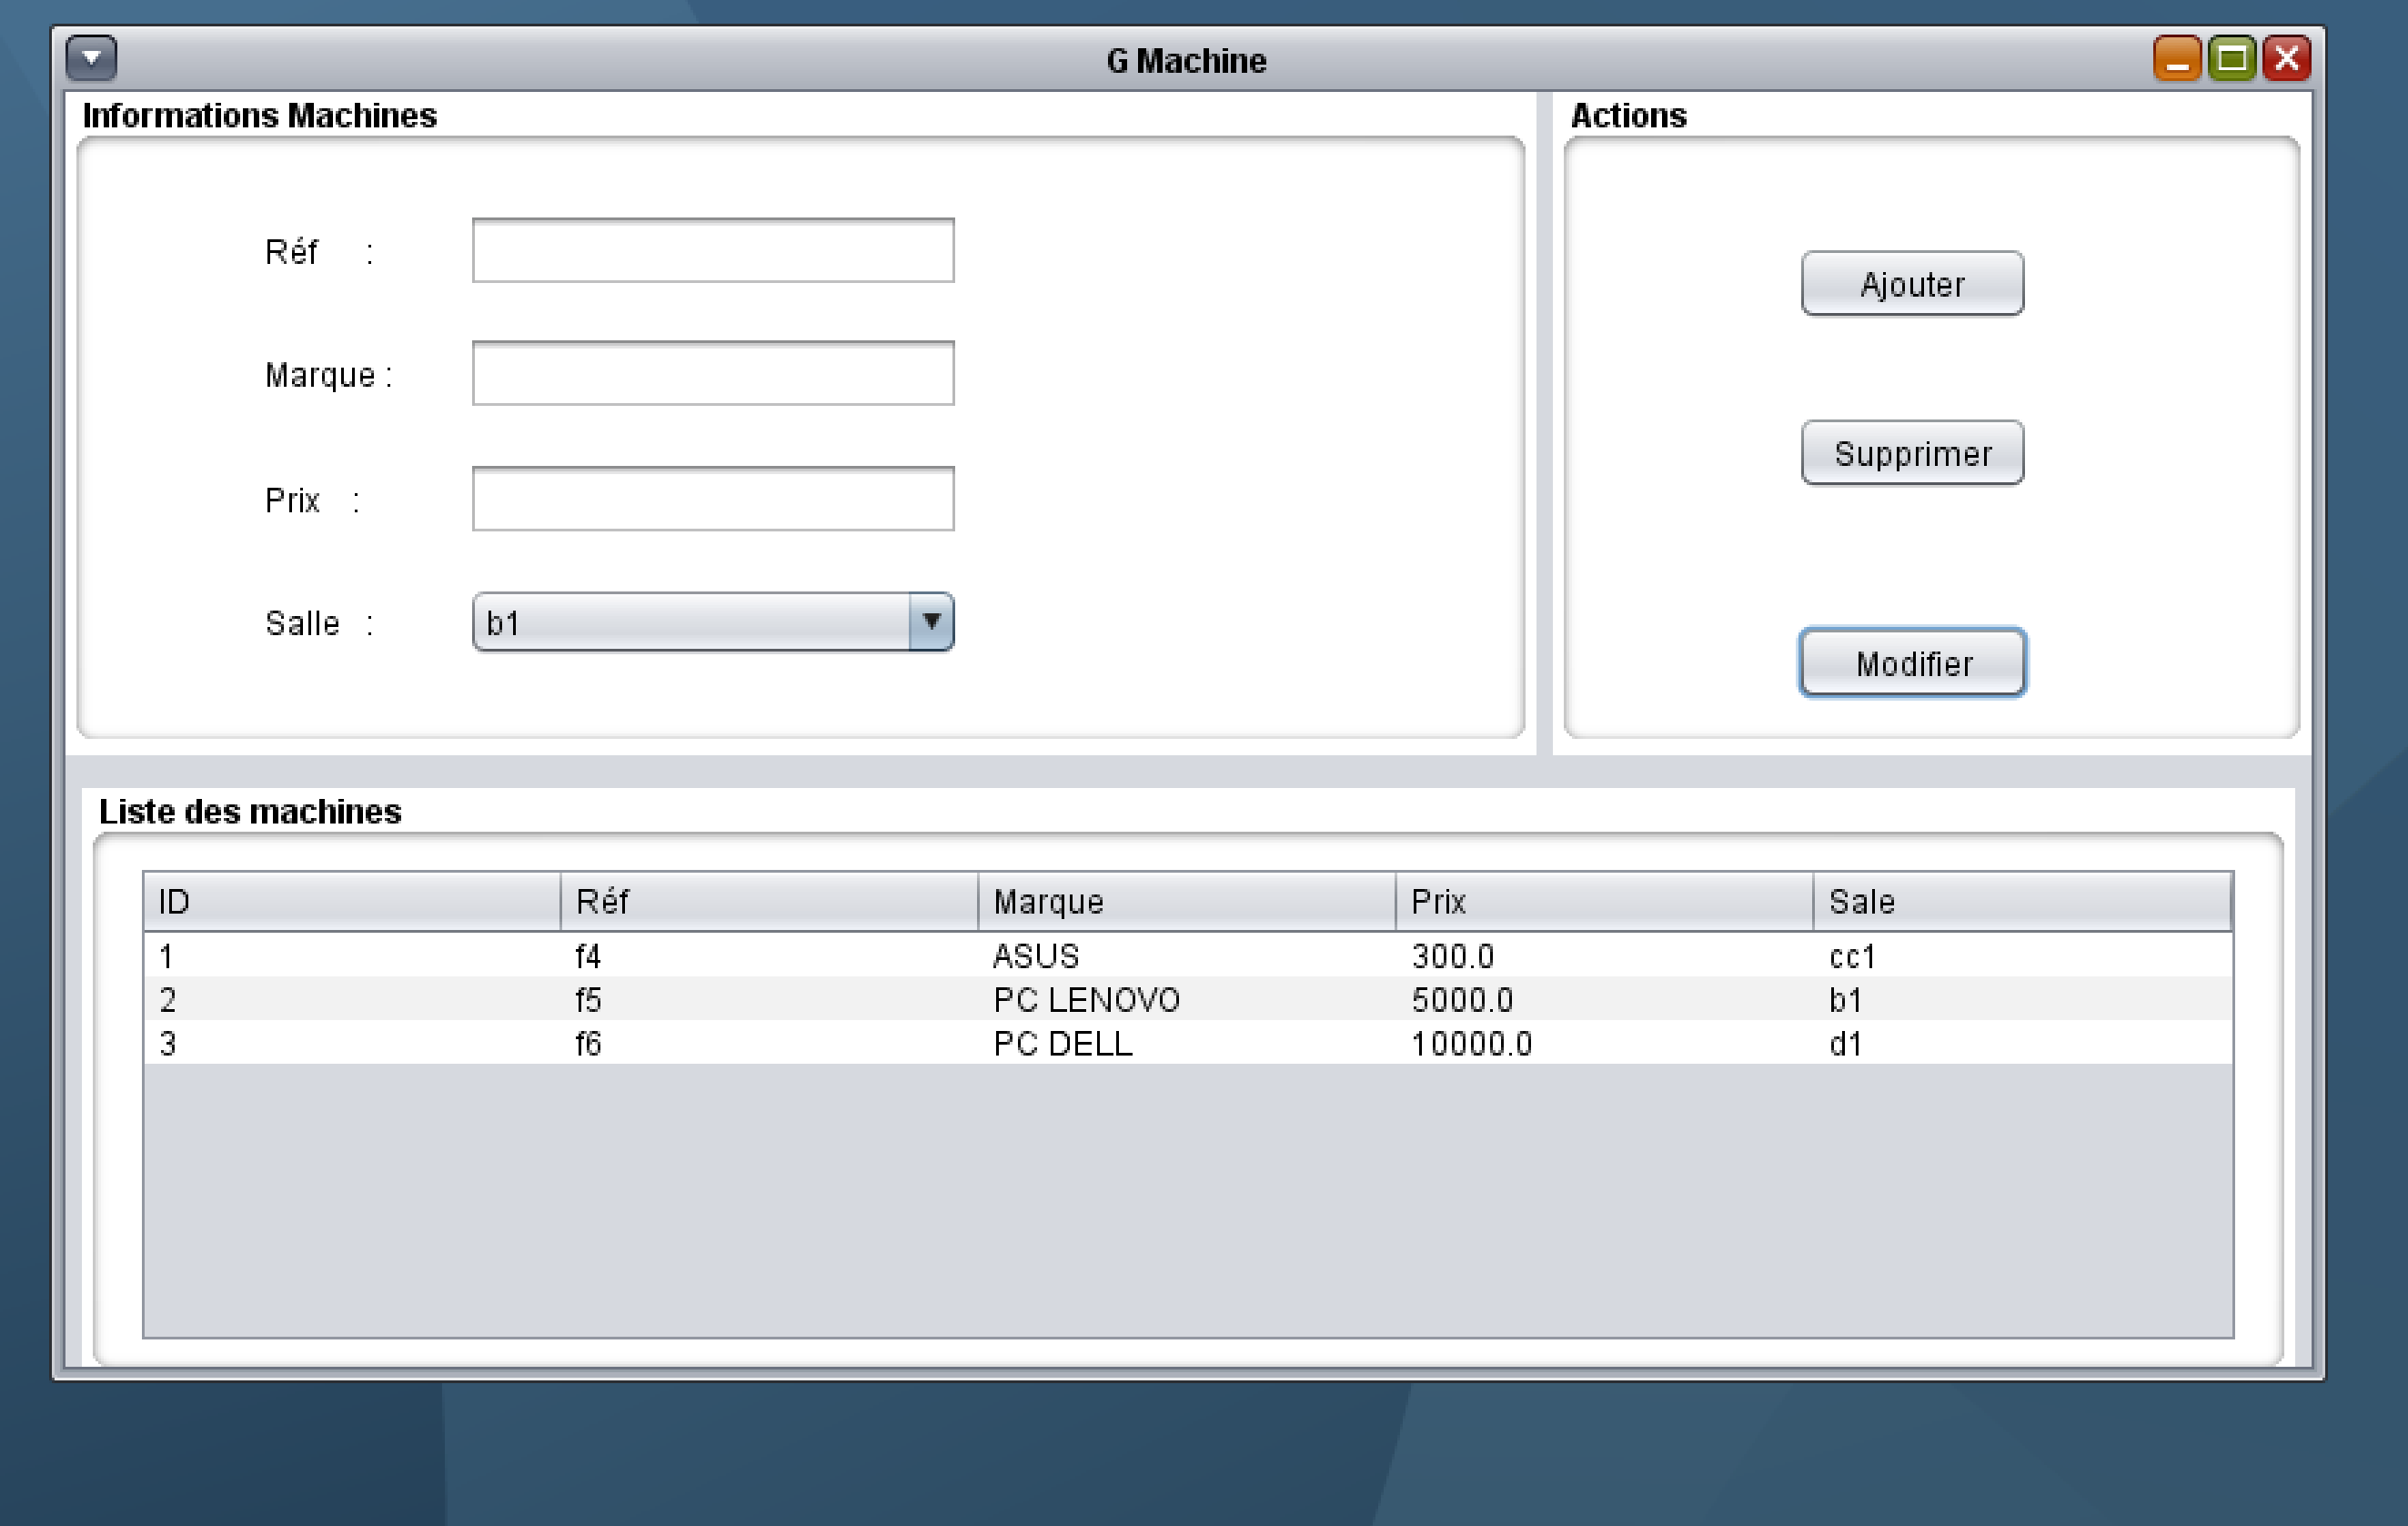 G Machine
Informations Machines
Actions
Réf :
Ajouter
Marque :
Supprimer
Prix :
Salle : b1
Modifier
Liste des machines
ID Réf Marque Prix Sale
1 f4 ASUS 300.0 cc1
2 f5 PC LENOVO 5000.0 b1
3 f6 PC DELL 10000.0 d1